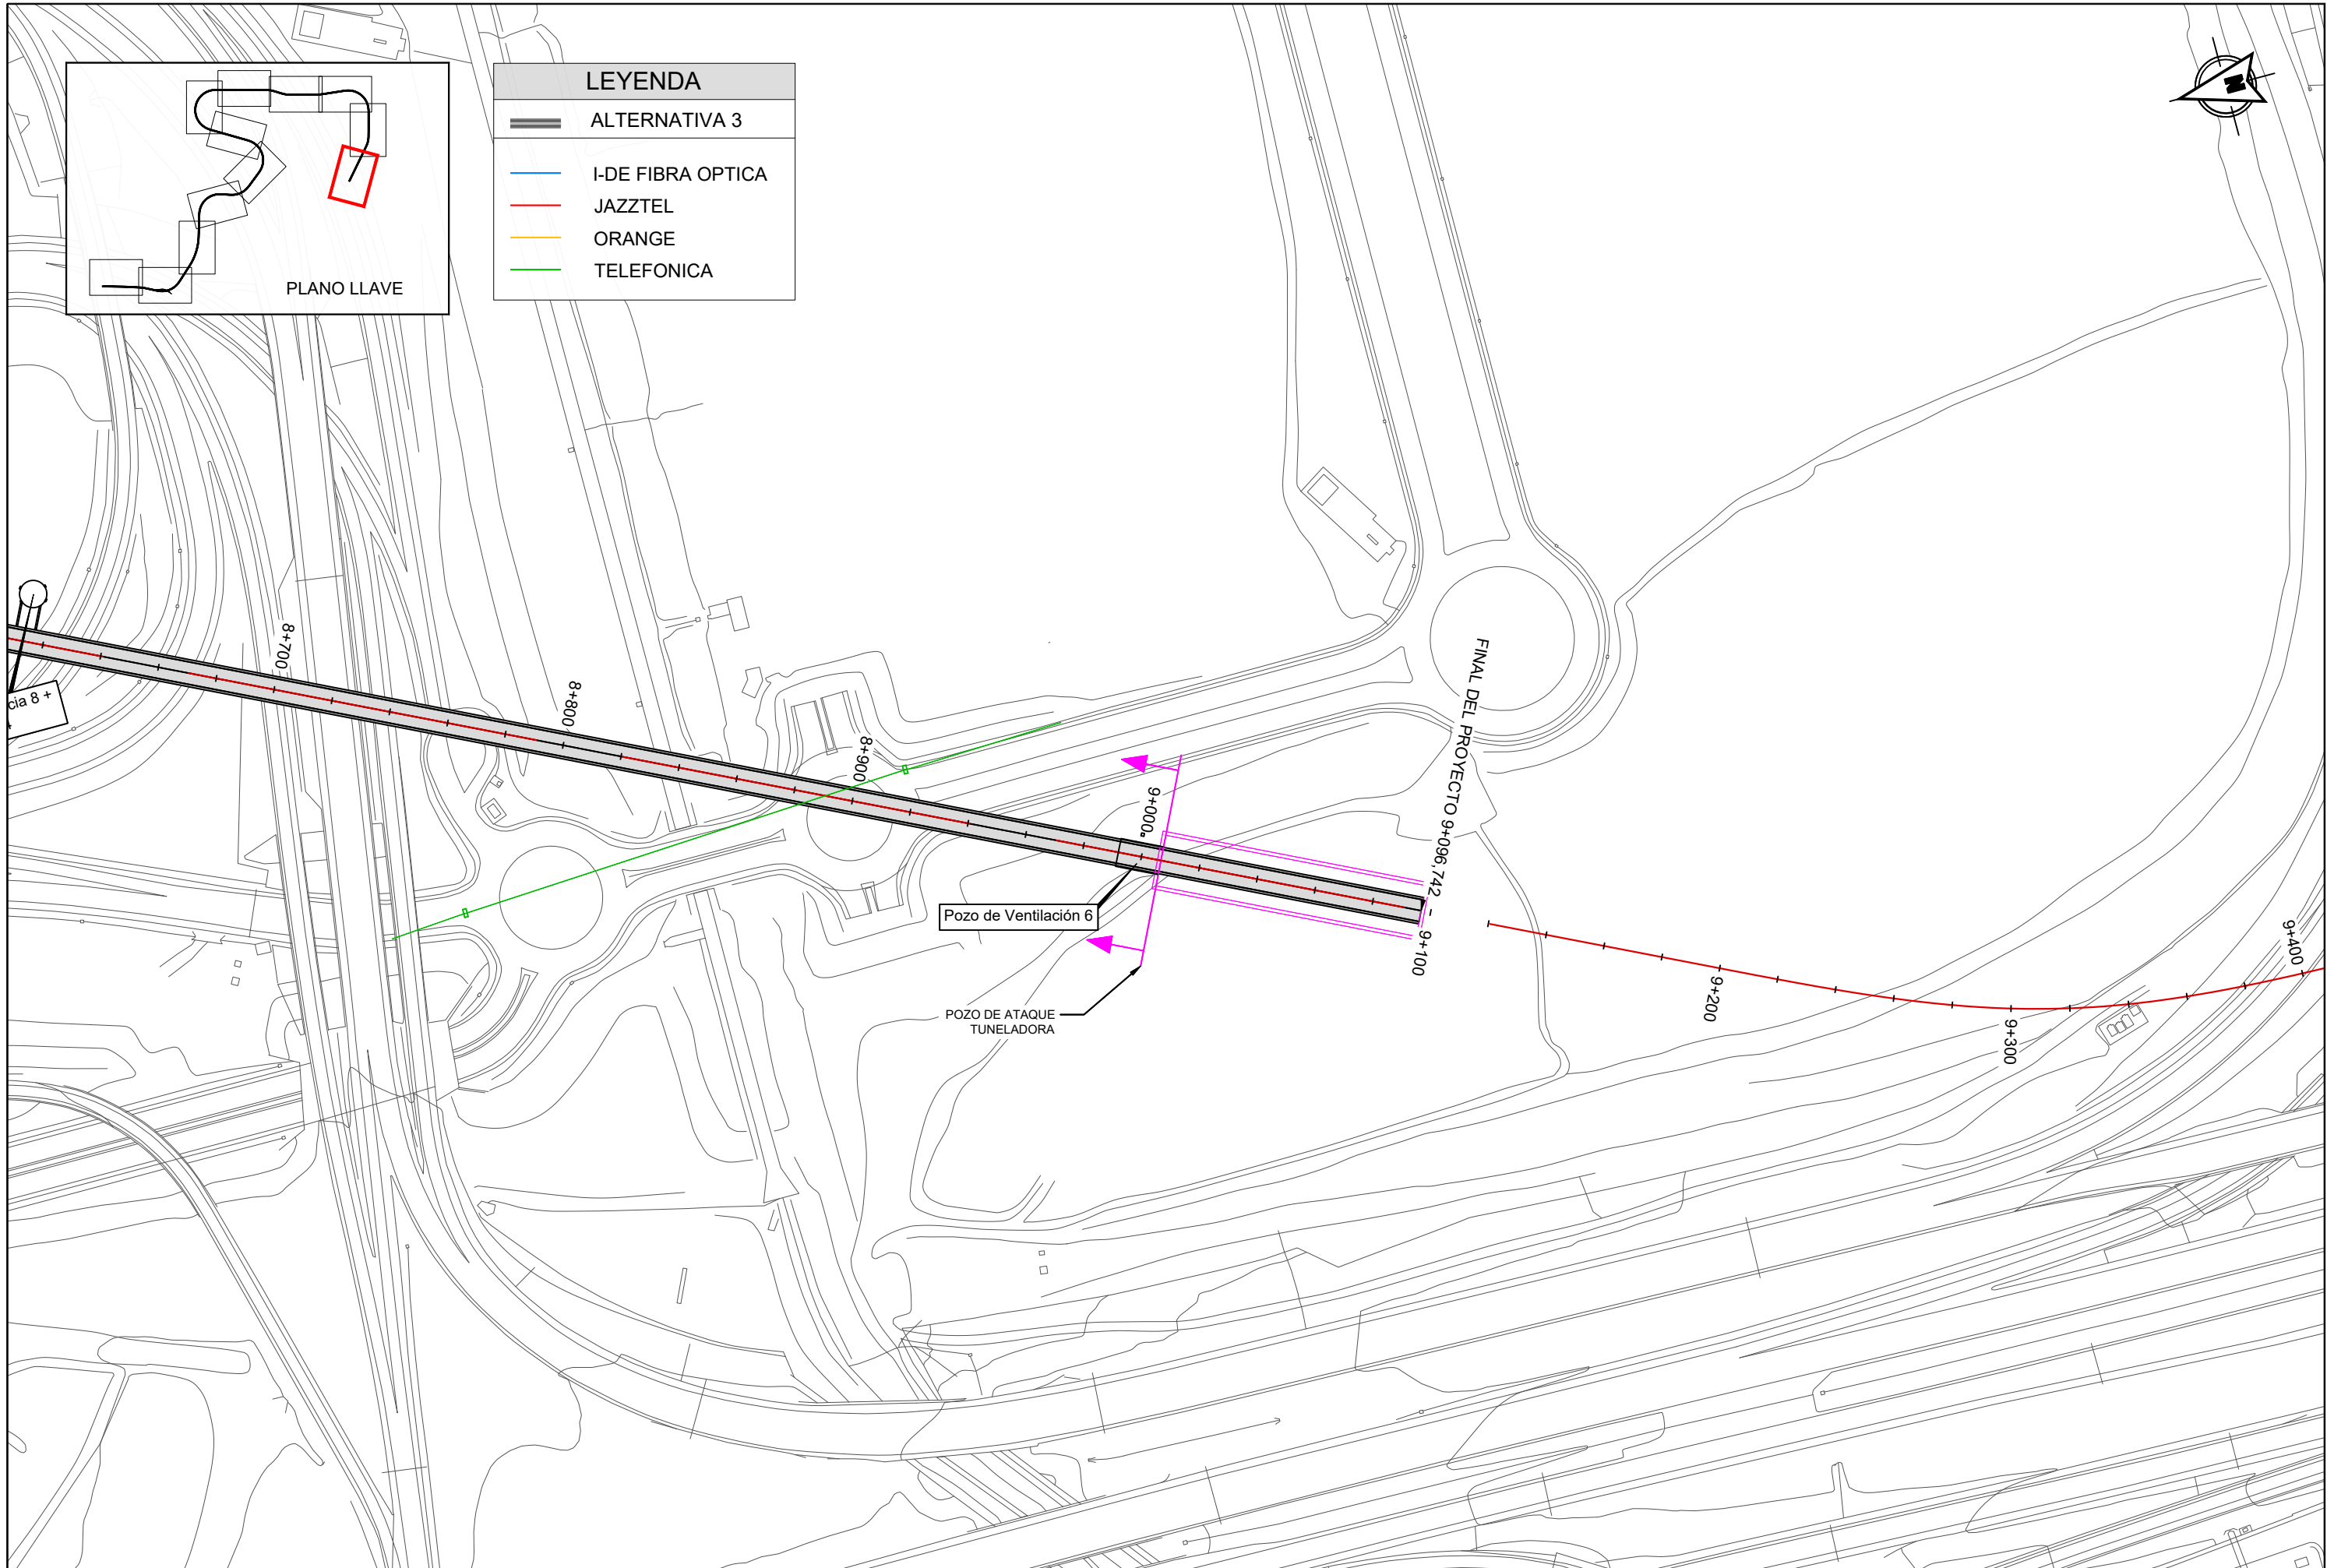 LEYENDA
ALTERNATIVA 3
I-DE FIBRA OPTICA
JAZZTEL
ORANGE
TELEFONICA
PLANO LLAVE
N
cia 8 +
8+700
8+800
8+900
9+000
FINAL DEL PROYECTO 9+096,742
9+100
9+200
9+300
9+400
Pozo de Ventilación 6
POZO DE ATAQUE
TUNELADORA